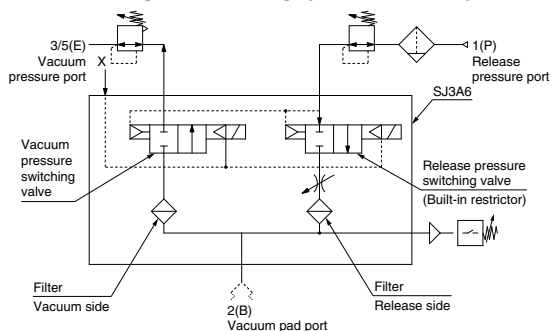 3/5(E)
Vacuum
pressure port
X
1(P)
Release
pressure port
SJ3A6
Vacuum
pressure
switching
valve
Release pressure
switching valve
(Built-in restrictor)
Filter
Vacuum side
Filter
Release side
2(B)
Vacuum pad port